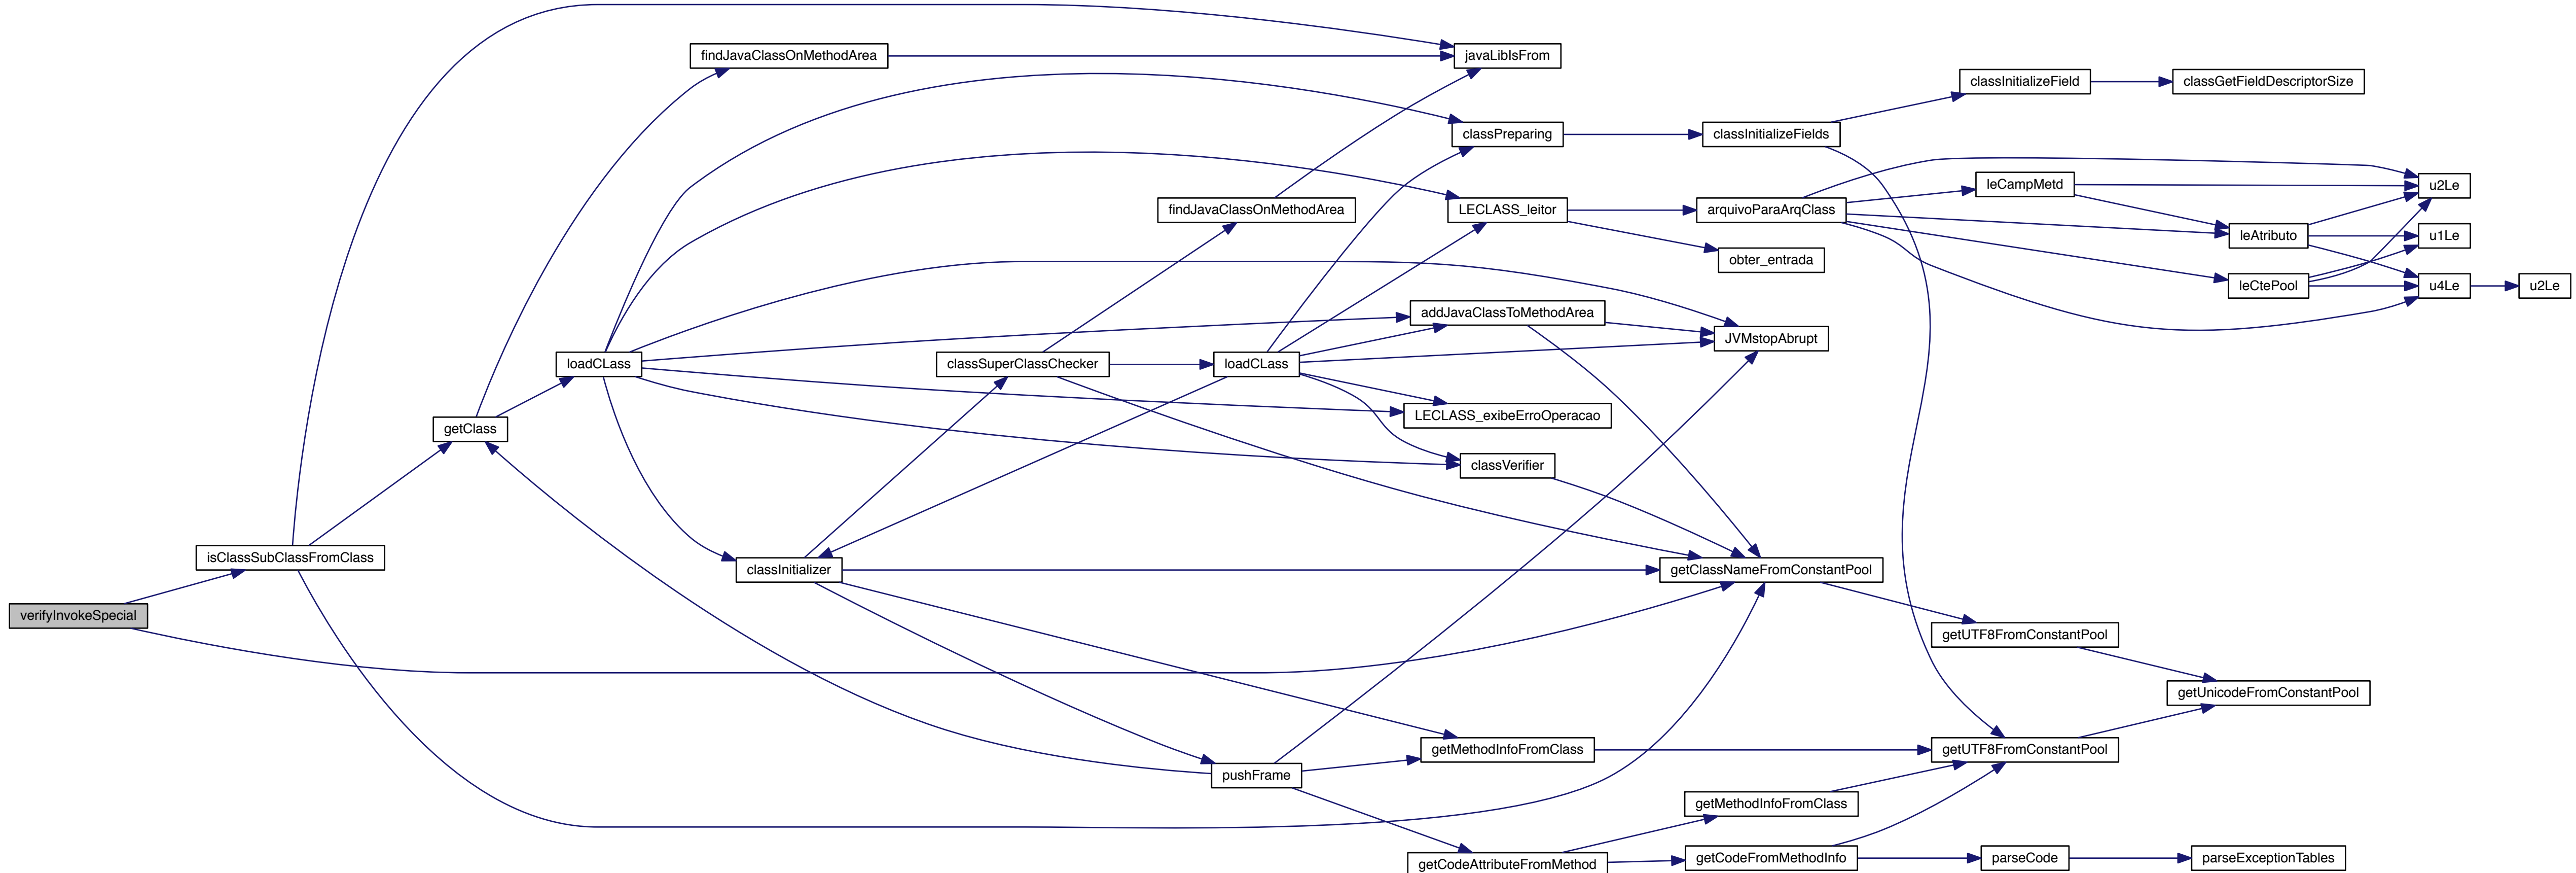 findJavaClassOnMethodArea
javaLibIsFrom
classInitializeField
classGetFieldDescriptorSize
classPreparing
classInitializeFields
leCampMetd
u2Le
findJavaClassOnMethodArea
LECLASS_leitor
arquivoParaArqClass
leAtributo
u1Le
obter_entrada
leCtePool
u4Le
u2Le
addJavaClassToMethodArea
JVMstopAbrupt
loadCLass
classSuperClassChecker
loadCLass
LECLASS_exibeErroOperacao
getClass
classVerifier
isClassSubClassFromClass
classInitializer
getClassNameFromConstantPool
verifyInvokeSpecial
getUTF8FromConstantPool
getUnicodeFromConstantPool
getMethodInfoFromClass
getUTF8FromConstantPool
pushFrame
getMethodInfoFromClass
getCodeAttributeFromMethod
getCodeFromMethodInfo
parseCode
parseExceptionTables